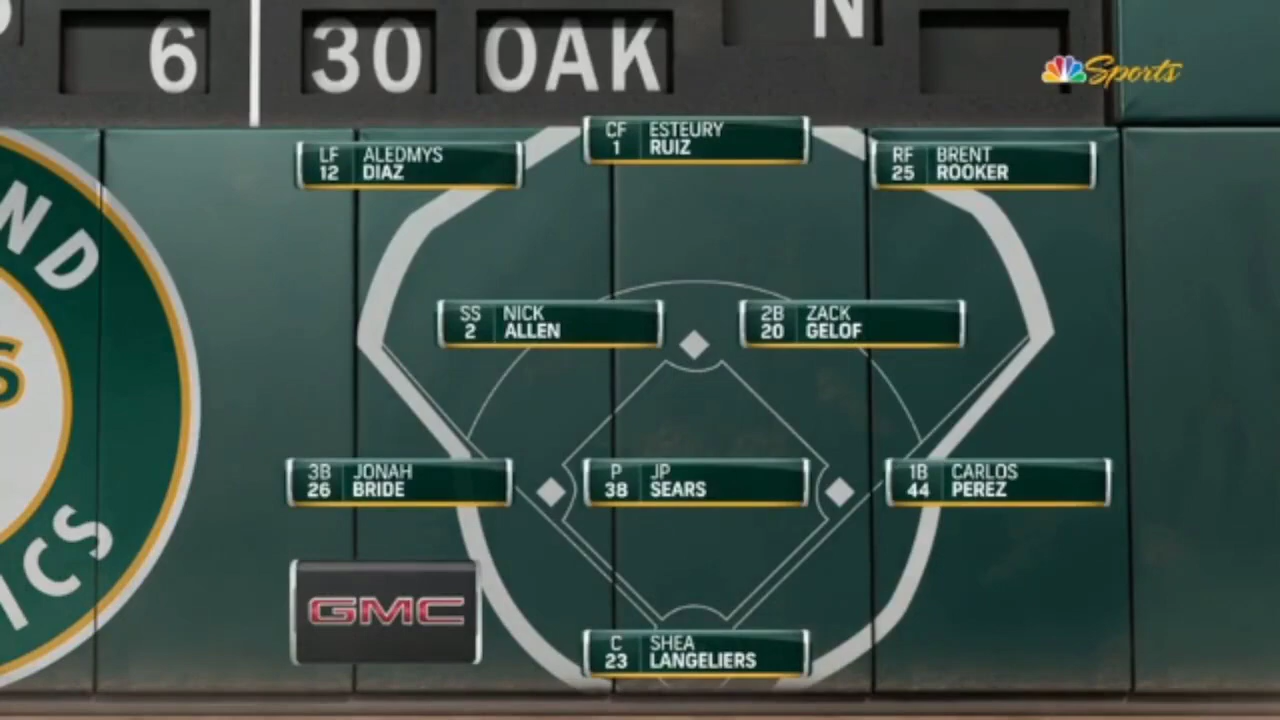 6 30 OAK N
Sports
CF ESTEURY
1 RUIZ
LF ALEDMYS
12 DIAZ
RF BRENT
25 ROOKER
SS NICK
2 ALLEN
2B ZACK
20 GELOF
3B JONAH
26 BRIDE
P JP
38 SEARS
1B CARLOS
44 PEREZ
GMC
C SHEA
23 LANGELIERS